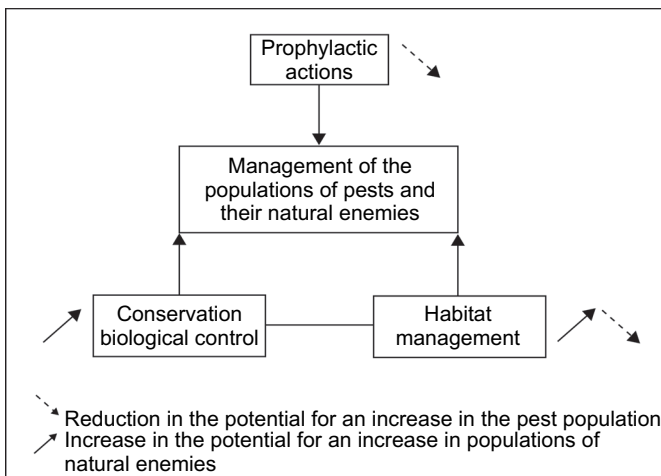 Prophylactic
actions
Management of the
populations of pests and
their natural enemies
Conservation
biological control
Habitat
management
Reduction in the potential for an increase in the pest population
Increase in the potential for an increase in populations of
natural enemies